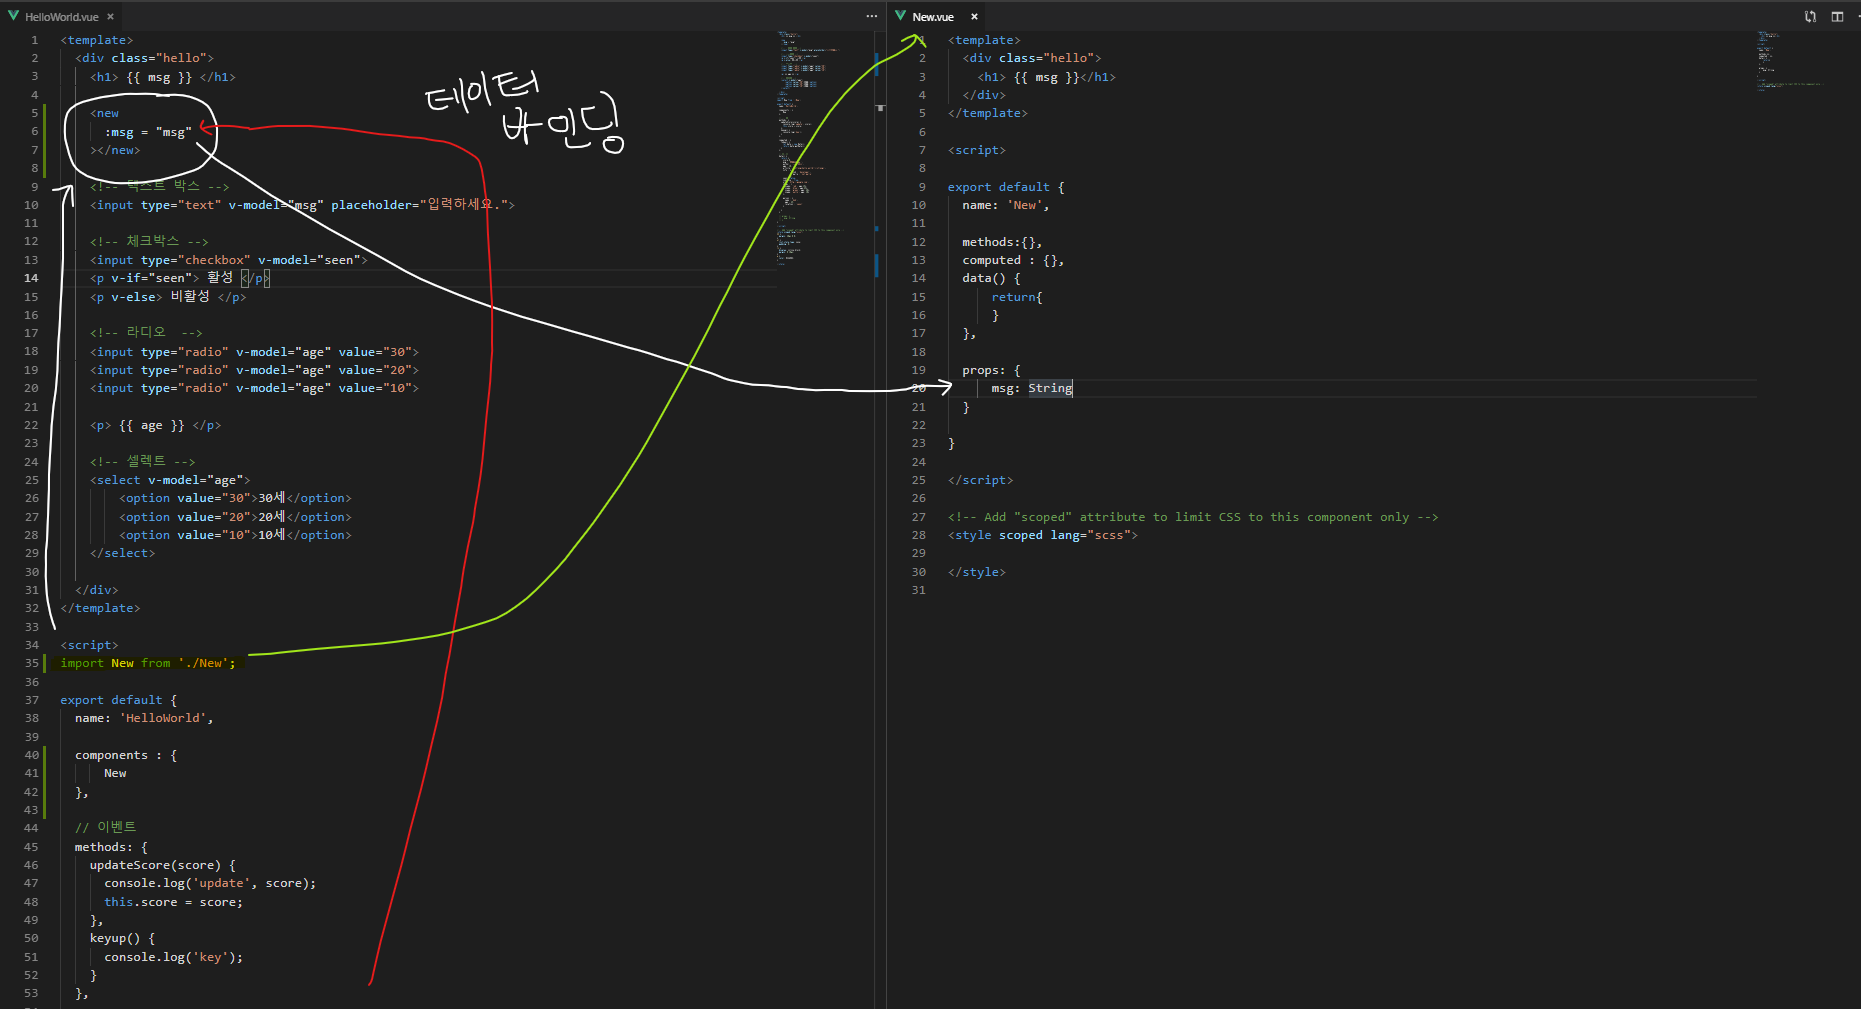 HelloWorld.vue ×
1 <template>
2 <div class="hello">
3 <h1> {{ msg }} </h1>
4
5 <new
6 :msg = "msg"
7 ></new>
8
9 <!-- 텍스트 박스 -->
10 <input type="text" v-model="msg" placeholder="입력하세요.">
11
12 <!-- 체크박스 -->
13 <input type="checkbox" v-model="seen">
14 <p v-if="seen"> 활성 </p>
15 <p v-else> 비활성 </p>
16
17 <!-- 라디오  -->
18 <input type="radio" v-model="age" value="30">
19 <input type="radio" v-model="age" value="20">
20 <input type="radio" v-model="age" value="10">
21
22 <p> {{ age }} </p>
23
24 <!-- 셀렉트 -->
25 <select v-model="age">
26 <option value="30">30세</option>
27 <option value="20">20세</option>
28 <option value="10">10세</option>
29 </select>
30
31 </div>
32 </template>
33
34 <script>
35 import New from './New';
36
37 export default {
38 name: 'HelloWorld',
39
40 components : {
41 New
42 },
43
44 // 이벤트
45 methods: {
46 updateScore(score) {
47 console.log('update', score);
48 this.score = score;
49 },
50 keyup() {
51 console.log('key');
52 }
53 },
데이터
바인딩
New.vue ×
1 <template>
2 <div class="hello">
3 <h1> {{ msg }}</h1>
4 </div>
5 </template>
6
7 <script>
8
9 export default {
10 name: 'New',
11
12 methods:{},
13 computed : {},
14 data() {
15 return{
16 }
17 },
18
19 props: {
20 msg: String
21 }
22
23 }
24
25 </script>
26
27 <!-- Add "scoped" attribute to limit CSS to this component only -->
28 <style scoped lang="scss">
29
30 </style>
31